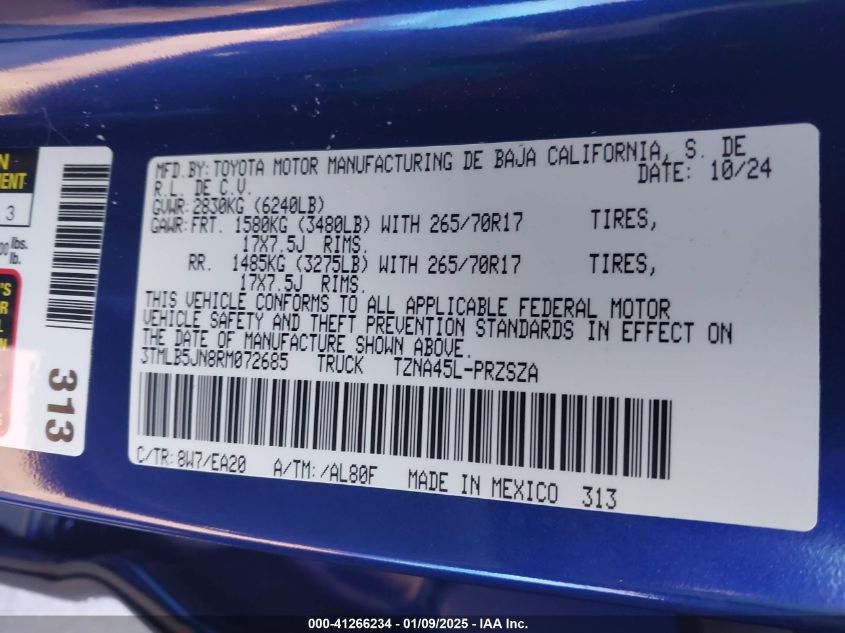 N
MENT
3
00 lbs.
lb.
'S
R
L
313
MFD. BY: TOYOTA MOTOR MANUFACTURING DE BAJA CALIFORNIA, S. DE
R.L. DE C.V. DATE: 10/24
GVWR: 2830KG (6240LB)
GAWR: FRT. 1580KG (3480LB) WITH 265/70R17 TIRES,
17X7.5J RIMS.
RR. 1485KG (3275LB) WITH 265/70R17 TIRES,
17X7.5J RIMS.
THIS VEHICLE CONFORMS TO ALL APPLICABLE FEDERAL MOTOR
VEHICLE SAFETY AND THEFT PREVENTION STANDARDS IN EFFECT ON
THE DATE OF MANUFACTURE SHOWN ABOVE.
3TMLB5JN8RM072685 TRUCK TZNA45L-PRZSZA
C/TR: 8W7/EA20 A/TM: /AL80F MADE IN MEXICO 313
000-41266234 - 01/09/2025 - IAA Inc.